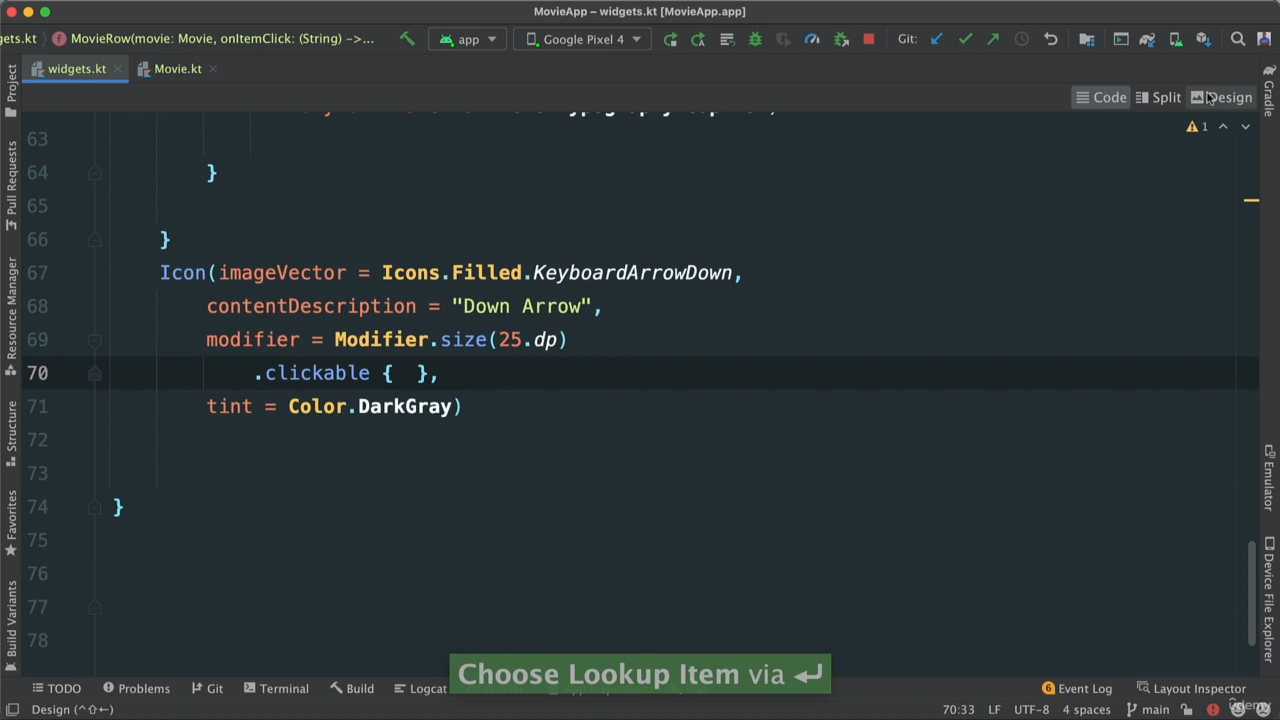 MovieApp – widgets.kt [MovieApp.app]
gets.kt MovieRow(movie: Movie, onItemClick: (String) ->... app Google Pixel 4 Git:
widgets.kt Movie.kt
Code Split Design
1
63
64 }
65
66 }
67 Icon(imageVector = Icons.Filled.KeyboardArrowDown,
68 contentDescription = "Down Arrow",
69 modifier = Modifier.size(25.dp)
70 .clickable { },
71 tint = Color.DarkGray)
72
73
74 }
75
76
77
78
Project
Pull Requests
Resource Manager
Structure
Favorites
Build Variants
Gradle
Emulator
Device File Explorer
Choose Lookup Item via
TODO Problems Git Terminal Build Logcat 6 Event Log Layout Inspector
Design (^⇧←) 70:33 LF UTF-8 4 spaces main
Udemy